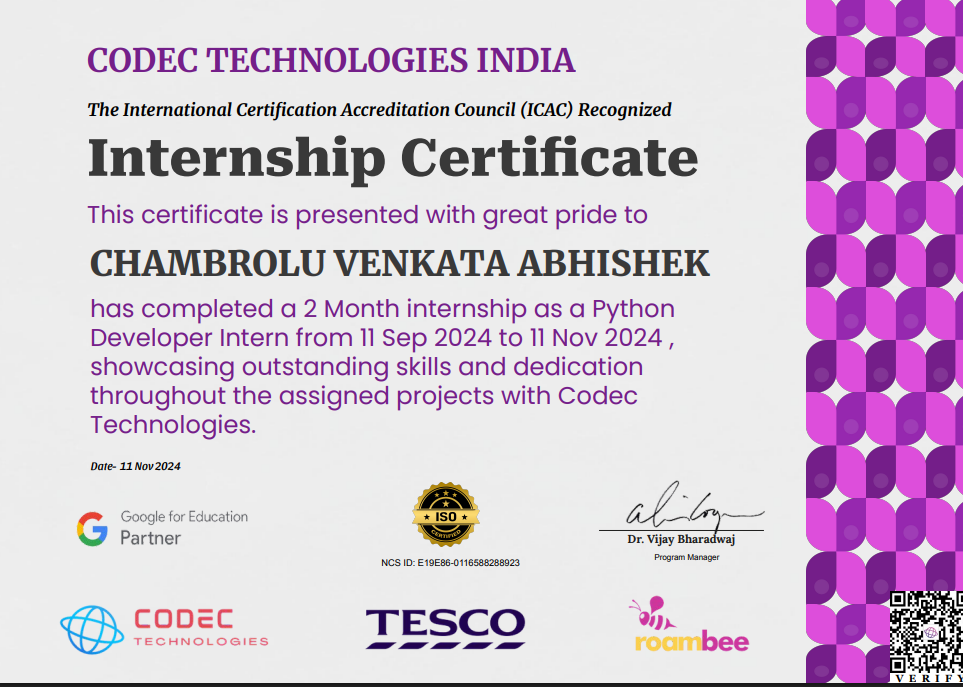 CODEC TECHNOLOGIES INDIA
The International Certification Accreditation Council (ICAC) Recognized
Internship Certificate
This certificate is presented with great pride to
CHAMBROLU VENKATA ABHISHEK
has completed a 2 Month internship as a Python
Developer Intern from 11 Sep 2024 to 11 Nov 2024 ,
showcasing outstanding skills and dedication
throughout the assigned projects with Codec
Technologies.
Date- 11 Nov 2024
Google for Education
Partner
ISO
CERTIFIED
NCS ID: E19E86-0116588288923
Dr. Vijay Bharadwaj
Program Manager
CODEC
TECHNOLOGIES
TESCO
roambee
VERIFY